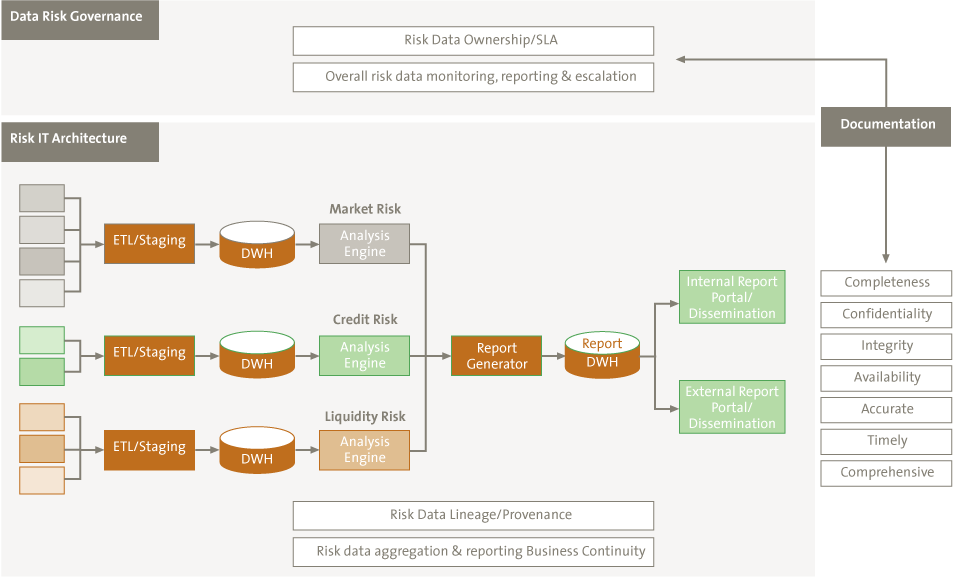 Data Risk Governance
Risk Data Ownership/SLA
Overall risk data monitoring, reporting & escalation
Documentation
Risk IT Architecture
Market Risk
ETL/Staging
DWH
Analysis
Engine
Credit Risk
ETL/Staging
DWH
Analysis
Engine
Liquidity Risk
ETL/Staging
DWH
Analysis
Engine
Report
Generator
Report
DWH
Internal Report
Portal/
Dissemination
External Report
Portal/
Dissemination
Completeness
Confidentiality
Integrity
Availability
Accurate
Timely
Comprehensive
Risk Data Lineage/Provenance
Risk data aggregation & reporting Business Continuity